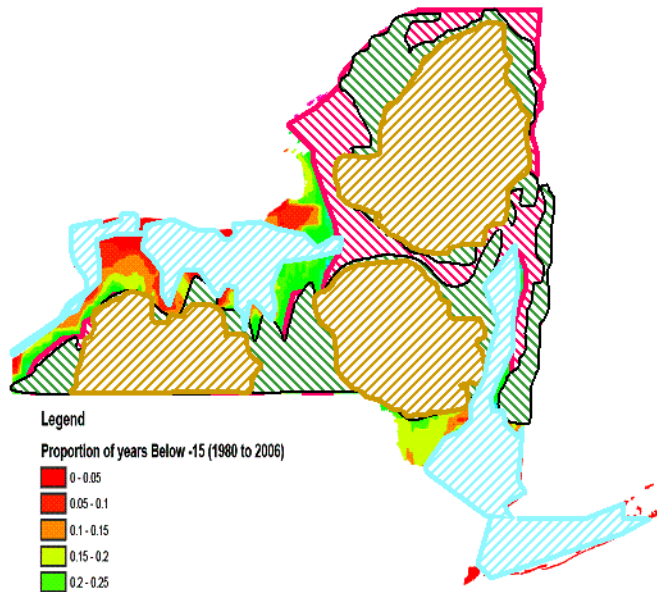 Legend
Proportion of years Below -15 (1980 to 2006)
0 - 0.05
0.05 - 0.1
0.1 - 0.15
0.15 - 0.2
0.2 - 0.25